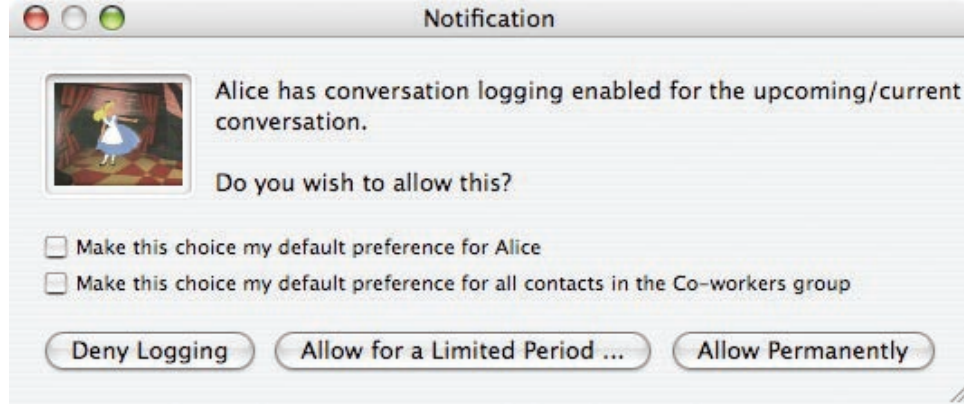 Notification
Alice has conversation logging enabled for the upcoming/current
conversation.
Do you wish to allow this?
Make this choice my default preference for Alice
Make this choice my default preference for all contacts in the Co-workers group
Deny Logging Allow for a Limited Period ... Allow Permanently